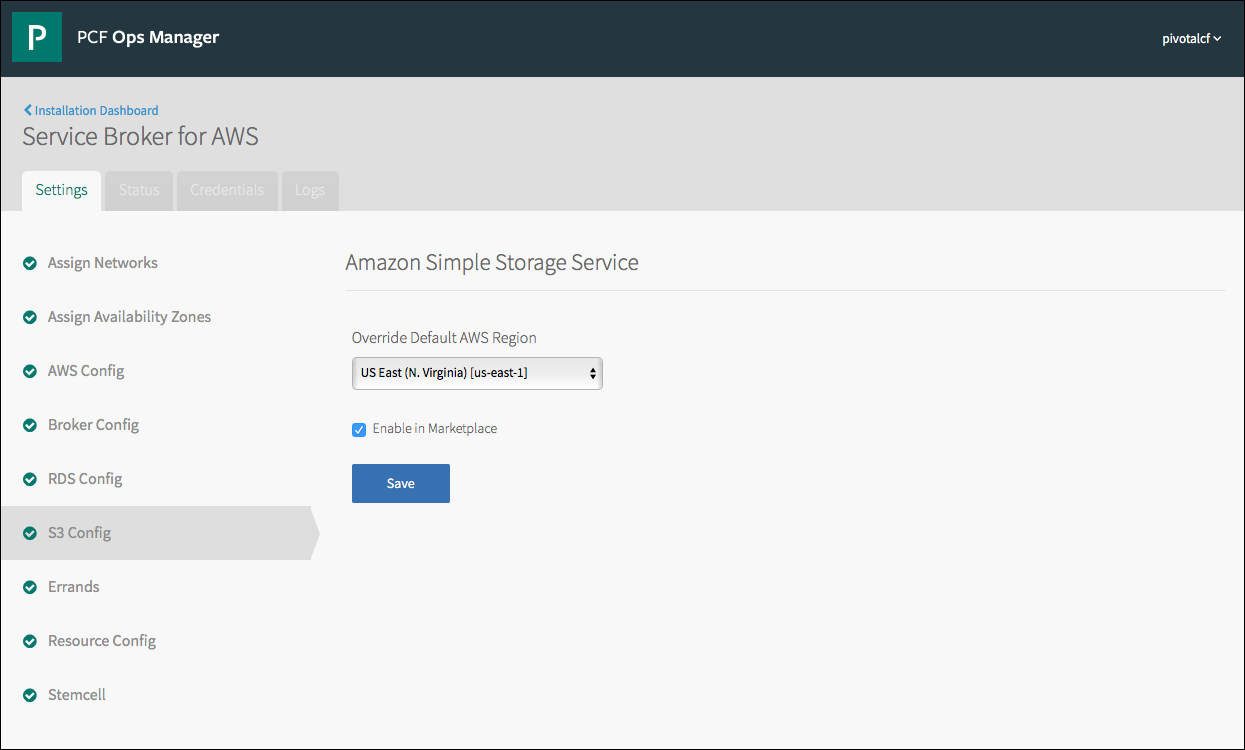 P
PCF Ops Manager
pivotalcf
Installation Dashboard
Service Broker for AWS
Settings
Status
Credentials
Logs
Assign Networks
Assign Availability Zones
AWS Config
Broker Config
RDS Config
S3 Config
Errands
Resource Config
Stemcell
Amazon Simple Storage Service
Override Default AWS Region
US East (N. Virginia) [us-east-1]
Enable in Marketplace
Save